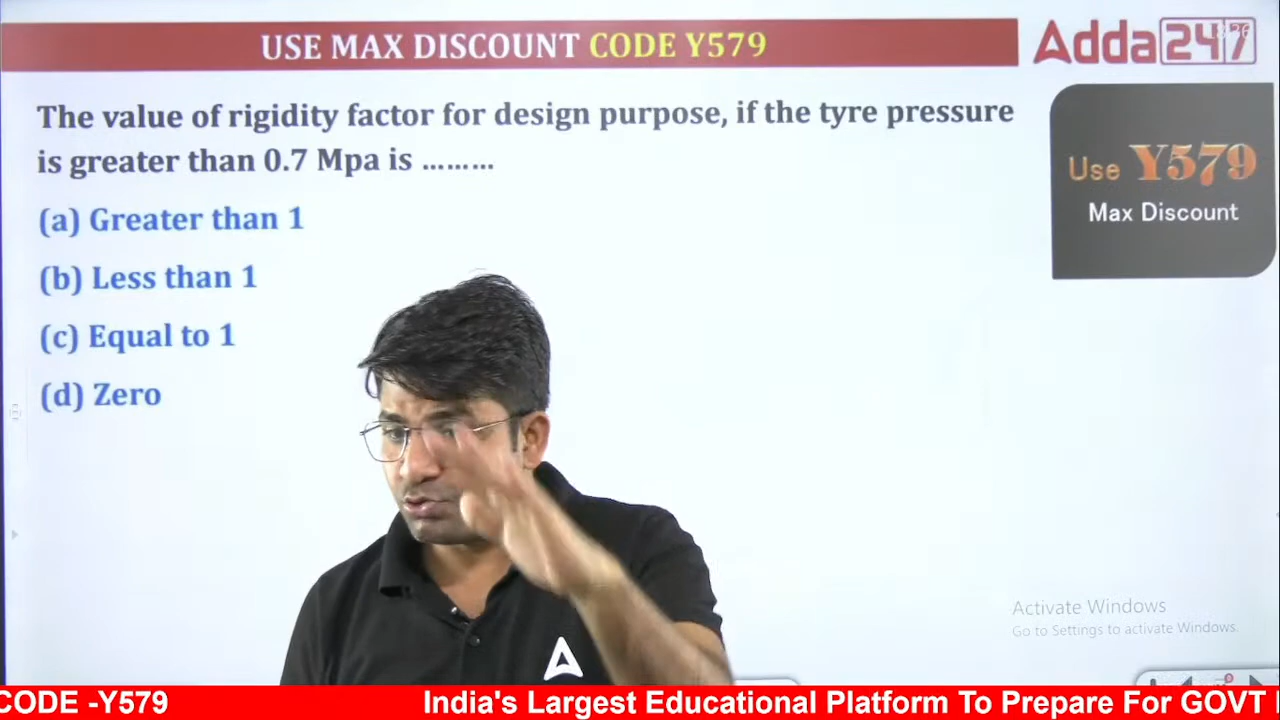 USE MAX DISCOUNT CODE Y579
Adda247
The value of rigidity factor for design purpose, if the tyre pressure
is greater than 0.7 Mpa is .........
(a) Greater than 1
(b) Less than 1
(c) Equal to 1
(d) Zero
Use Y579
Max Discount
Activate Windows
Go to Settings to activate Windows.
CODE -Y579 India's Largest Educational Platform To Prepare For GOVT